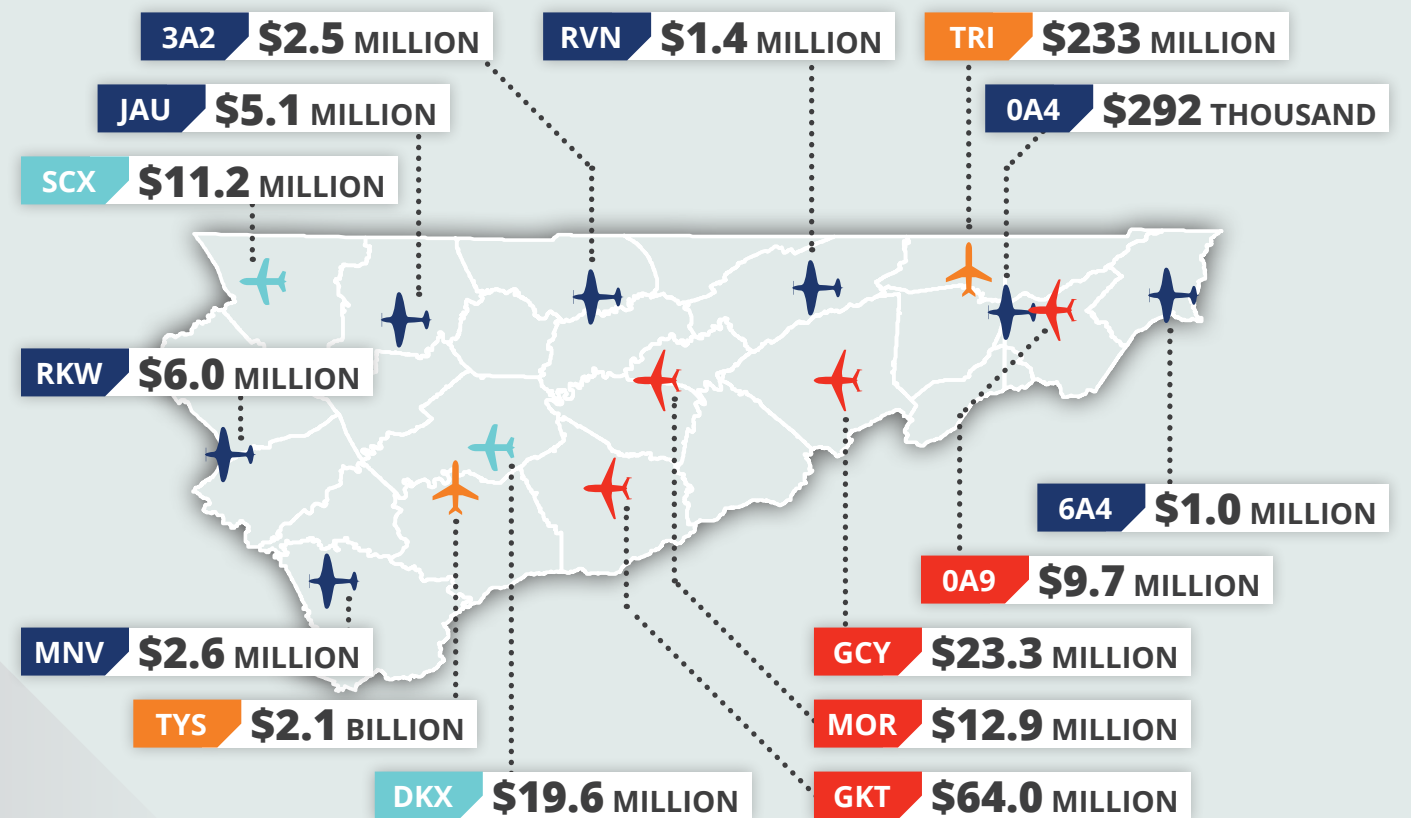 3A2 $2.5 MILLION
RVN $1.4 MILLION
TRI $233 MILLION
JAU $5.1 MILLION
0A4 $292 THOUSAND
SCX $11.2 MILLION
RKW $6.0 MILLION
6A4 $1.0 MILLION
0A9 $9.7 MILLION
MNV $2.6 MILLION
GCY $23.3 MILLION
TYS $2.1 BILLION
MOR $12.9 MILLION
DKX $19.6 MILLION
GKT $64.0 MILLION